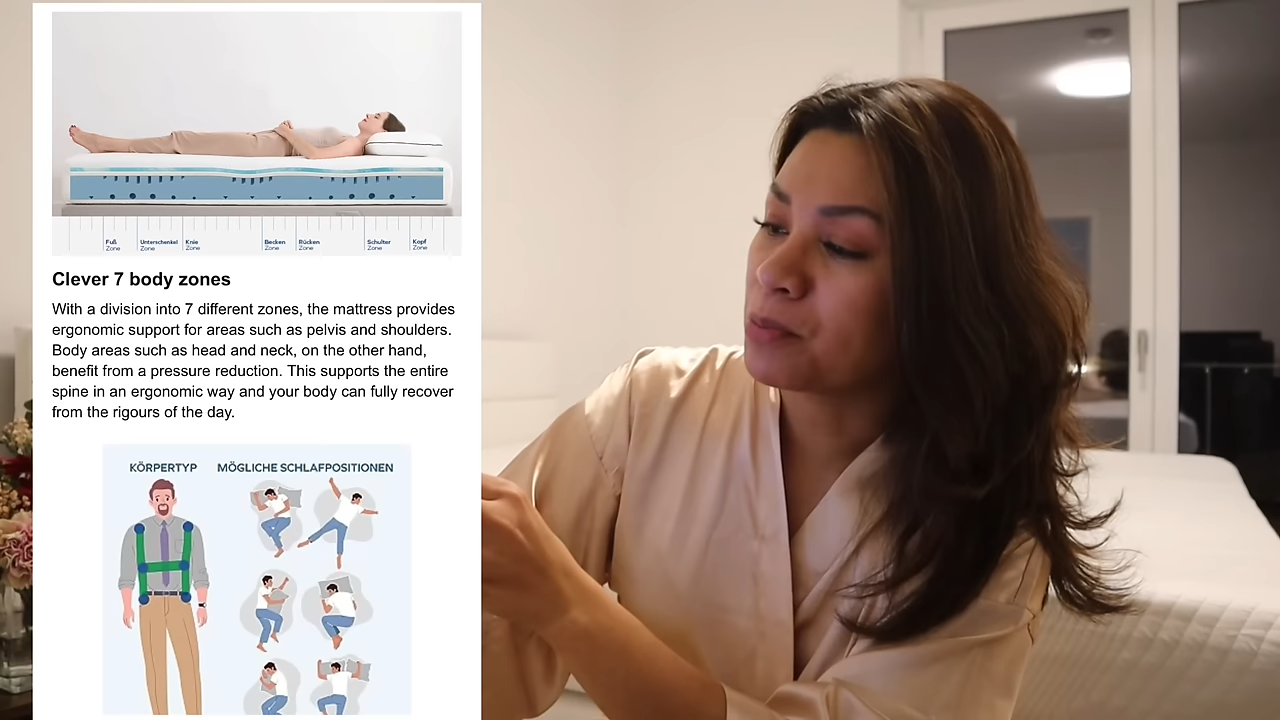 Fuß Zone
Unterschenkel Zone
Knie Zone
Becken Zone
Rücken Zone
Schulter Zone
Kopf Zone
Clever 7 body zones
With a division into 7 different zones, the mattress provides
ergonomic support for areas such as pelvis and shoulders.
Body areas such as head and neck, on the other hand,
benefit from a pressure reduction. This supports the entire
spine in an ergonomic way and your body can fully recover
from the rigours of the day.
KÖRPERTYP MÖGLICHE SCHLAFPOSITIONEN